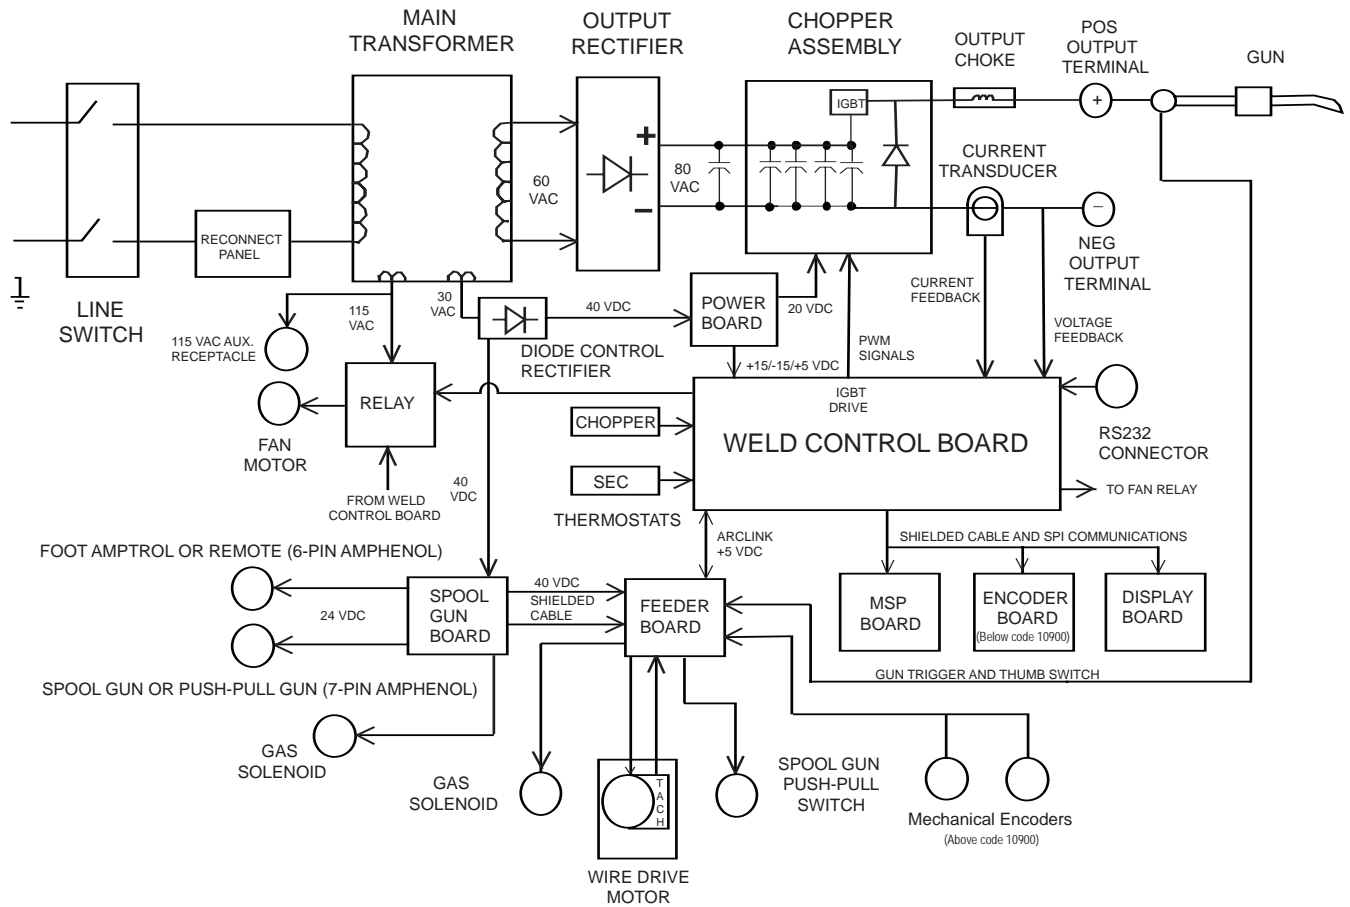 MAIN
TRANSFORMER
OUTPUT
RECTIFIER
CHOPPER
ASSEMBLY
OUTPUT
CHOKE
POS
OUTPUT
TERMINAL
GUN
IGBT
+
+
60
VAC
80
VAC
–
CURRENT
TRANSDUCER
–
NEG
OUTPUT
TERMINAL
RECONNECT
PANEL
LINE
SWITCH
115
VAC
30
VAC
115 VAC AUX.
RECEPTACLE
40 VDC
POWER
BOARD
20 VDC
CURRENT
FEEDBACK
VOLTAGE
FEEDBACK
DIODE CONTROL
RECTIFIER
+15/-15/+5 VDC
PWM
SIGNALS
FAN
MOTOR
RELAY
FROM WELD
CONTROL BOARD
CHOPPER
SEC
THERMOSTATS
IGBT
DRIVE
WELD CONTROL BOARD
RS232
CONNECTOR
TO FAN RELAY
40
VDC
ARCLINK
+5 VDC
SHIELDED CABLE AND SPI COMMUNICATIONS
FOOT AMPTROL OR REMOTE (6-PIN AMPHENOL)
24 VDC
SPOOL
GUN
BOARD
40 VDC
SHIELDED
CABLE
FEEDER
BOARD
MSP
BOARD
ENCODER
BOARD
(Below code 10900)
DISPLAY
BOARD
GUN TRIGGER AND THUMB SWITCH
SPOOL GUN OR PUSH-PULL GUN (7-PIN AMPHENOL)
GAS
SOLENOID
GAS
SOLENOID
TACH
WIRE DRIVE
MOTOR
SPOOL GUN
PUSH-PULL
SWITCH
Mechanical Encoders
(Above code 10900)